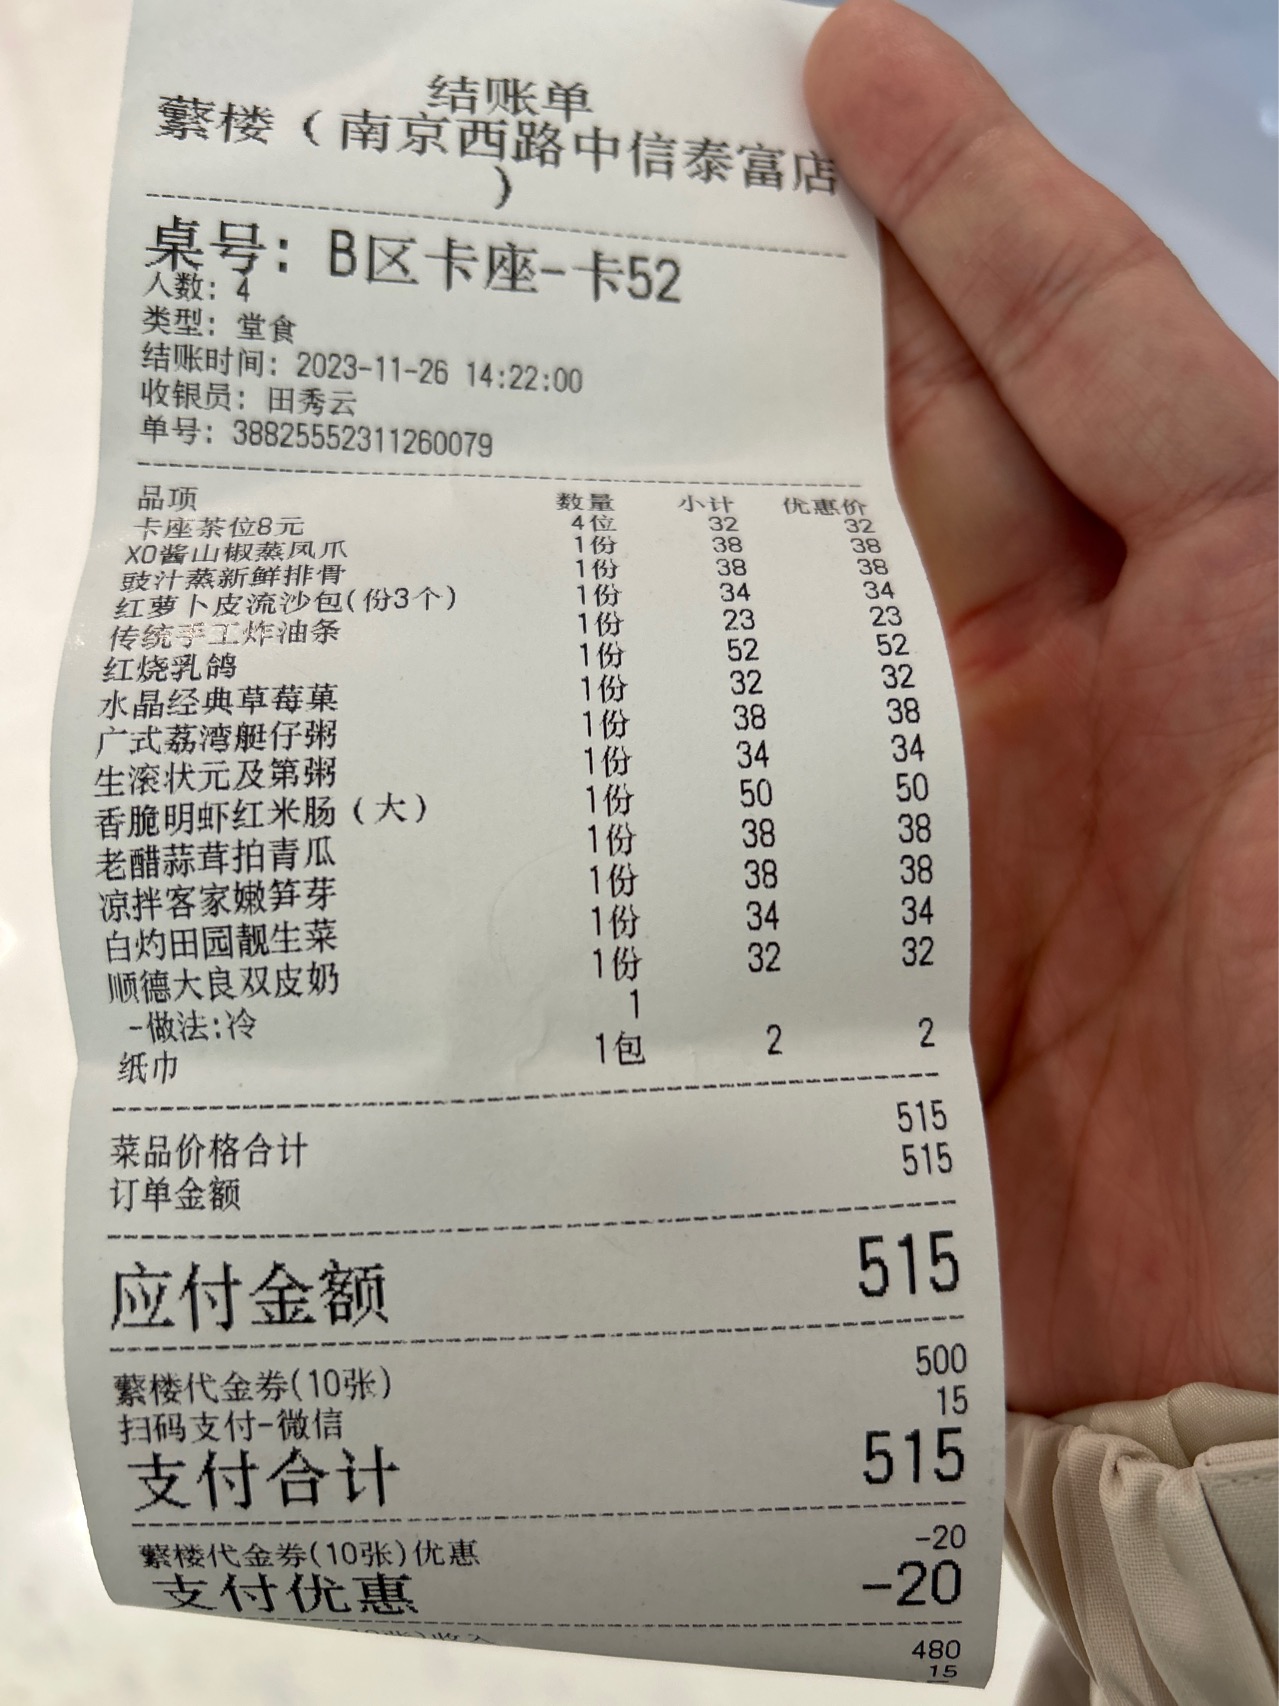 结账单
蘩楼（南京西路中信泰富店
）
桌号: B区卡座-卡52
人数: 4
类型: 堂食
结账时间: 2023-11-26 14:22:00
收银员: 田秀云
单号: 38825552311260079
品项 数量 小计 优惠价
卡座茶位8元 4位 32 32
XO酱山椒蒸凤爪 1份 38 38
豉汁蒸新鲜排骨 1份 38 38
红萝卜皮流沙包(份3个) 1份 34 34
传统手工炸油条 1份 23 23
红烧乳鸽 1份 52 52
水晶经典草莓菓 1份 32 32
广式荔湾艇仔粥 1份 38 38
生滚状元及第粥 1份 34 34
香脆明虾红米肠（大） 1份 50 50
老醋蒜茸拍青瓜 1份 38 38
凉拌客家嫩笋芽 1份 38 38
白灼田园靓生菜 1份 34 34
顺德大良双皮奶 1份 32 32
-做法:冷 1
纸巾 1包 2 2
菜品价格合计 515
订单金额 515
应付金额 515
蘩楼代金券(10张) 500
扫码支付-微信 15
支付合计 515
蘩楼代金券(10张)优惠 -20
支付优惠 -20
(10张)收入 480
15